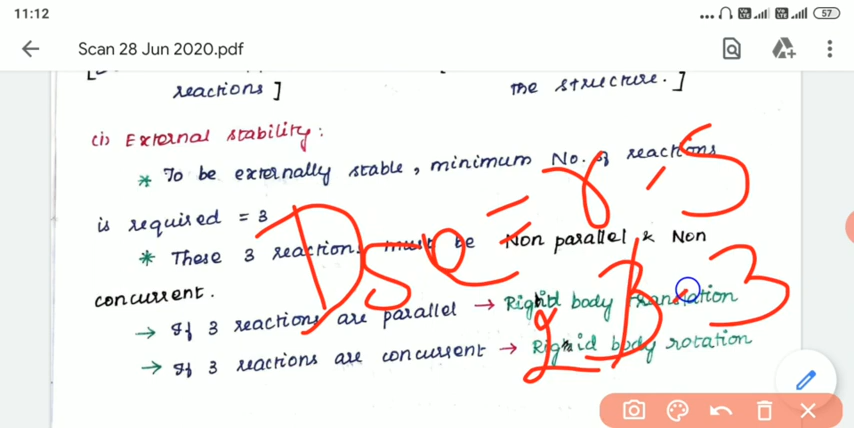 11:12
57
Scan 28 Jun 2020.pdf
reactions ]
the structure. ]
(i) External stability:
* To be externally stable, minimum No. of reactions
is required = 3
* These 3 reactions must be Non parallel & Non
concurrent.
→ If 3 reactions are parallel → Rigid body translation
→ If 3 reactions are concurrent → Rigid body rotation
Dse = r - s
2D - 3